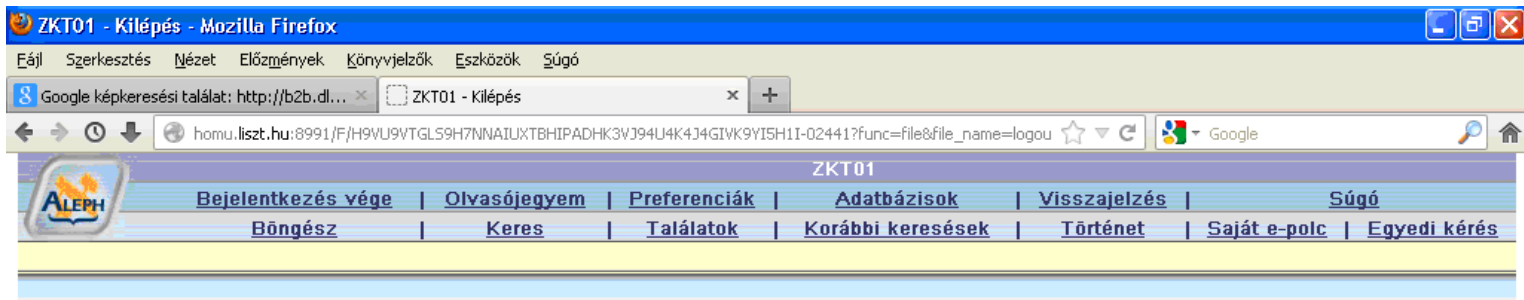 ZKT01 - Kilépés - Mozilla Firefox
Fájl Szerkesztés Nézet Előzmények Könyvjelzők Eszközök Súgó
Google képkeresési találat: http://b2b.dl... ZKT01 - Kilépés
homu.liszt.hu:8991/F/H9VU9VTGLS9H7NNAIUXTBHIPADHK3VJ94U4K4J4GIVK9YI5H1I-02441?func=file&file_name=logou Google
ZKT01
ALEPH Bejelentkezés vége | Olvasójegyem | Preferenciák | Adatbázisok | Visszajelzés | Súgó
Böngész | Keres | Találatok | Korábbi keresések | Történet | Saját e-polc | Egyedi kérés